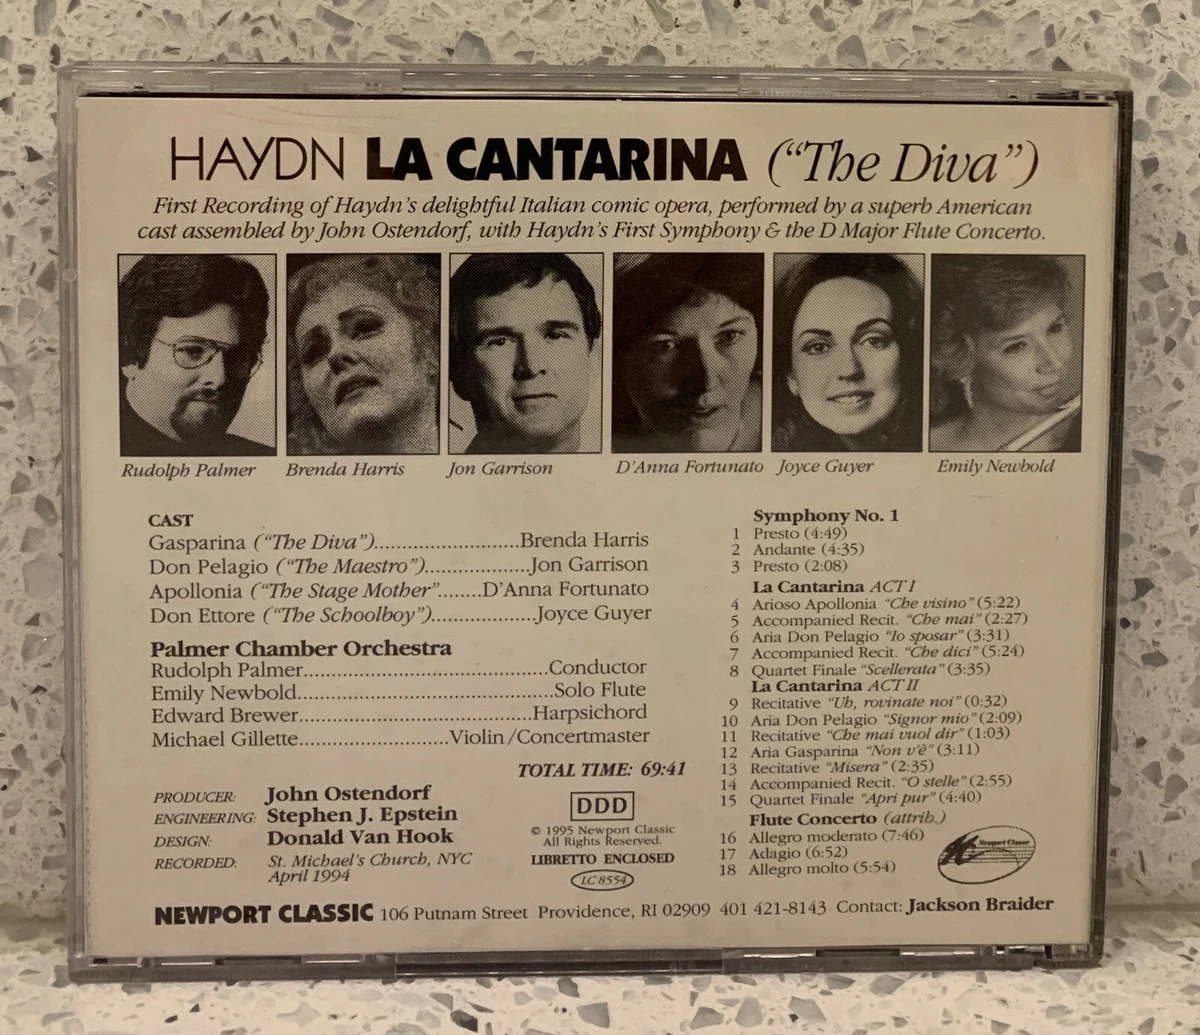 HAYDN LA CANTARINA (“The Diva”)
First Recording of Haydn's delightful Italian comic opera, performed by a superb American
cast assembled by John Ostendorf, with Haydn's First Symphony & the D Major Flute Concerto.
Rudolph Palmer
Brenda Harris
Jon Garrison
D'Anna Fortunato
Joyce Guyer
Emily Newbold
CAST
Gasparina (“The Diva”)..........................Brenda Harris
Don Pelagio (“The Maestro”)...................Jon Garrison
Apollonia (“The Stage Mother”........D'Anna Fortunato
Don Ettore (“The Schoolboy”)...................Joyce Guyer
Palmer Chamber Orchestra
Rudolph Palmer............................................Conductor
Emily Newbold..............................................Solo Flute
Edward Brewer..........................................Harpsichord
Michael Gillette...........................Violin/Concertmaster
TOTAL TIME: 69:41
PRODUCER: John Ostendorf
ENGINEERING: Stephen J. Epstein
DESIGN: Donald Van Hook
RECORDED: St. Michael's Church, NYC
April 1994
DDD
© 1995 Newport Classic
All Rights Reserved.
LIBRETTO ENCLOSED
LC 8554
Symphony No. 1
1 Presto (4:49)
2 Andante (4:35)
3 Presto (2:08)
La Cantarina ACT I
4 Arioso Apollonia “Che visino” (5:22)
5 Accompanied Recit. “Che mai” (2:27)
6 Aria Don Pelagio “Io sposar” (3:31)
7 Accompanied Recit. “Che dici” (5:24)
8 Quartet Finale “Scellerata” (3:35)
La Cantarina ACT II
9 Recitative “Uh, rovinate noi” (0:32)
10 Aria Don Pelagio “Signor mio” (2:09)
11 Recitative “Che mai vuol dir” (1:03)
12 Aria Gasparina “Non v'ê” (3:11)
13 Recitative “Misera” (2:35)
14 Accompanied Recit. “O stelle” (2:55)
15 Quartet Finale “Apri pur” (4:40)
Flute Concerto (attrib.)
16 Allegro moderato (7:46)
17 Adagio (6:52)
18 Allegro molto (5:54)
Newport Classic
NEWPORT CLASSIC 106 Putnam Street Providence, RI 02909 401 421-8143 Contact: Jackson Braider